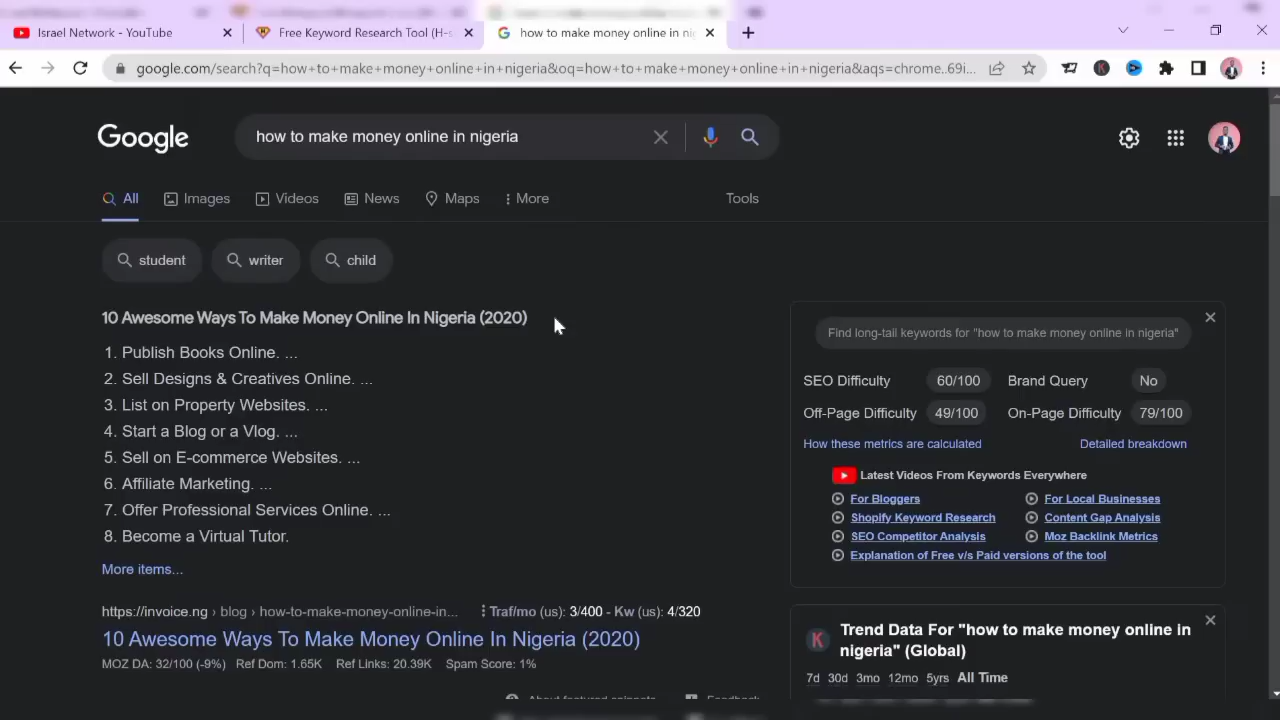 Israel Network - YouTube
Free Keyword Research Tool (H-s
how to make money online in nig
google.com/search?q=how+to+make+money+online+in+nigeria&oq=how+to+make+money+online+in+nigeria&aqs=chrome..69i...
Google
how to make money online in nigeria
All
Images
Videos
News
Maps
More
Tools
student
writer
child
10 Awesome Ways To Make Money Online In Nigeria (2020)
1. Publish Books Online. ...
2. Sell Designs & Creatives Online. ...
3. List on Property Websites. ...
4. Start a Blog or a Vlog. ...
5. Sell on E-commerce Websites. ...
6. Affiliate Marketing. ...
7. Offer Professional Services Online. ...
8. Become a Virtual Tutor.
More items...
https://invoice.ng › blog › how-to-make-money-online-in...
Traf/mo (us): 3/400 - Kw (us): 4/320
10 Awesome Ways To Make Money Online In Nigeria (2020)
MOZ DA: 32/100 (-9%) Ref Dom: 1.65K Ref Links: 20.39K Spam Score: 1%
About featured snippets
Feedback
Find long-tail keywords for "how to make money online in nigeria"
SEO Difficulty 60/100 Brand Query No
Off-Page Difficulty 49/100 On-Page Difficulty 79/100
How these metrics are calculated
Detailed breakdown
Latest Videos From Keywords Everywhere
For Bloggers
For Local Businesses
Shopify Keyword Research
Content Gap Analysis
SEO Competitor Analysis
Moz Backlink Metrics
Explanation of Free v/s Paid versions of the tool
K
Trend Data For "how to make money online in
nigeria" (Global)
7d 30d 3mo 12mo 5yrs All Time